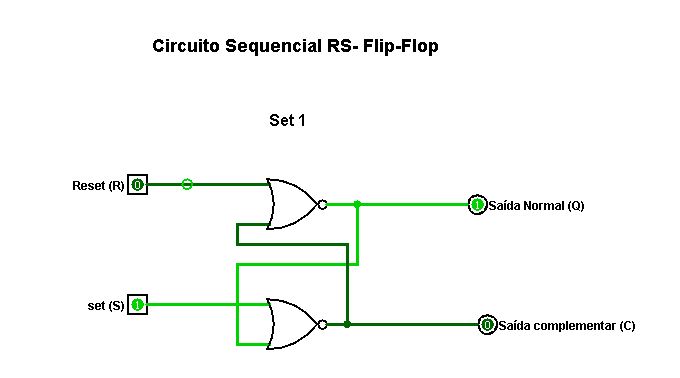 Circuito Sequencial RS- Flip-Flop
Set 1
Reset (R) 0
1 Saída Normal (Q)
set (S) 1
0 Saída complementar (C)